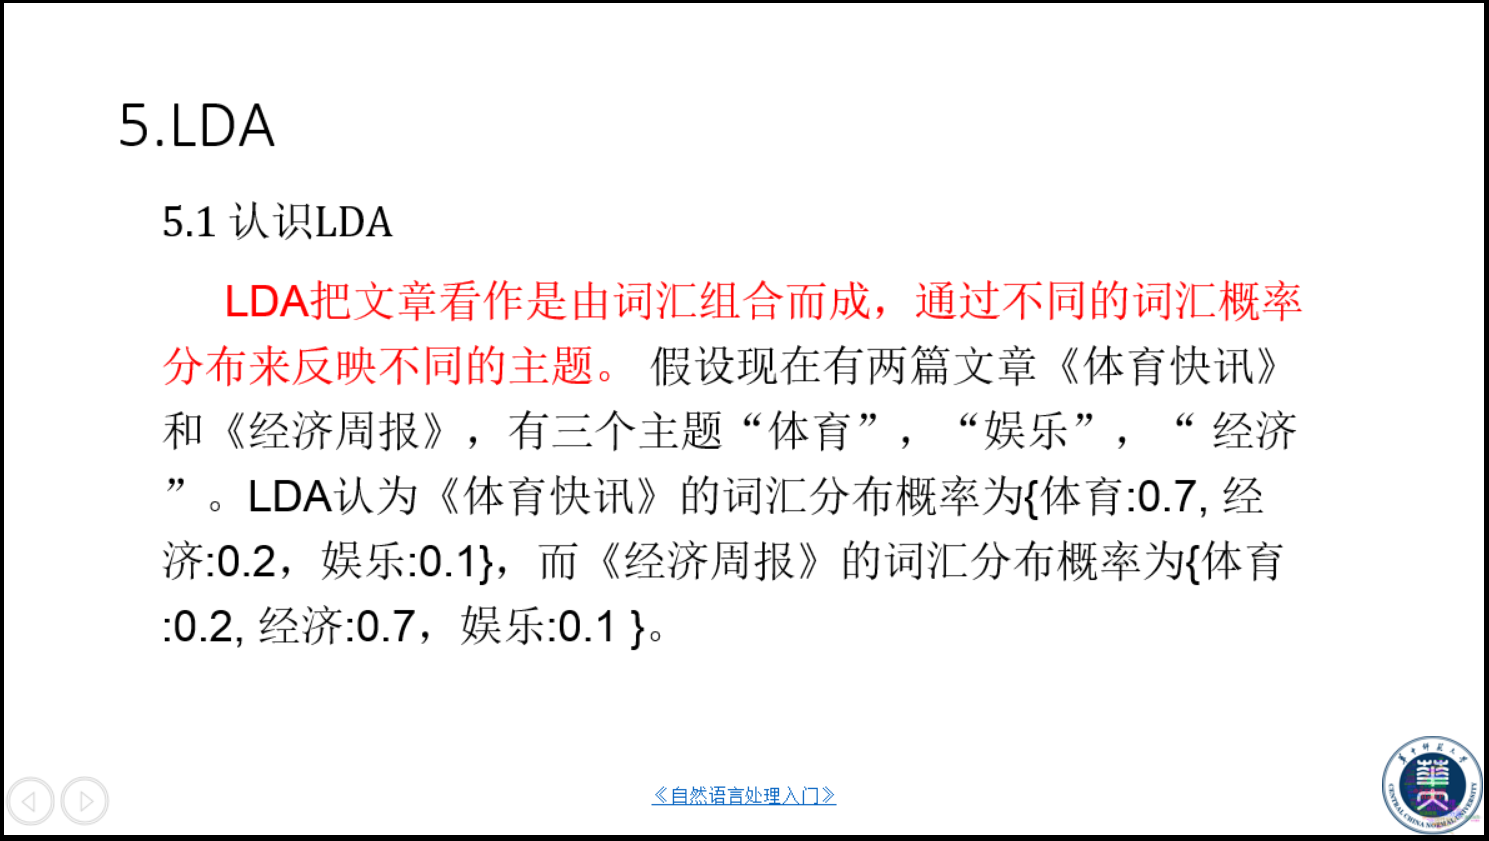 5.LDA
5.1 认识LDA
LDA把文章看作是由词汇组合而成，通过不同的词汇概率
分布来反映不同的主题。 假设现在有两篇文章《体育快讯》
和《经济周报》，有三个主题“体育”，“娱乐”，“ 经济
”。LDA认为《体育快讯》的词汇分布概率为{体育:0.7, 经
济:0.2，娱乐:0.1}，而《经济周报》的词汇分布概率为{体育
:0.2, 经济:0.7，娱乐:0.1 }。
《自然语言处理入门》
华中师范大学
CENTRAL CHINA NORMAL UNIVERSITY